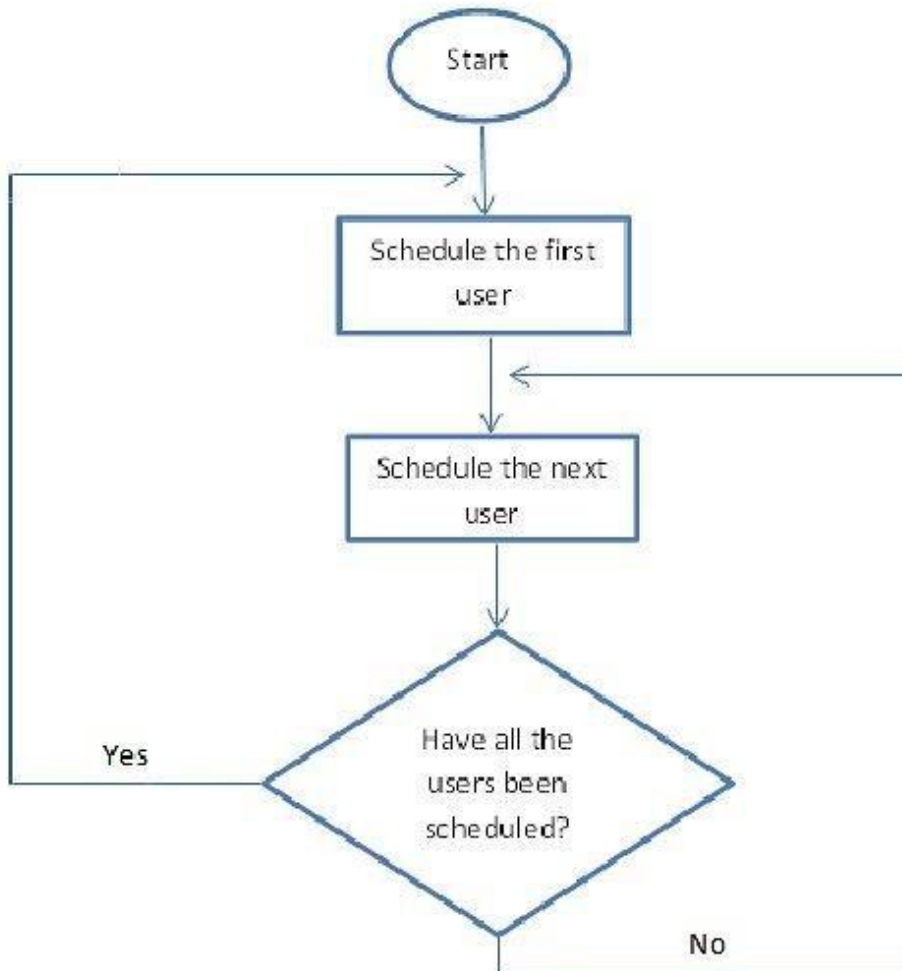 Start
Schedule the first
user
Schedule the next
user
Have all the
users been
scheduled?
Yes
No